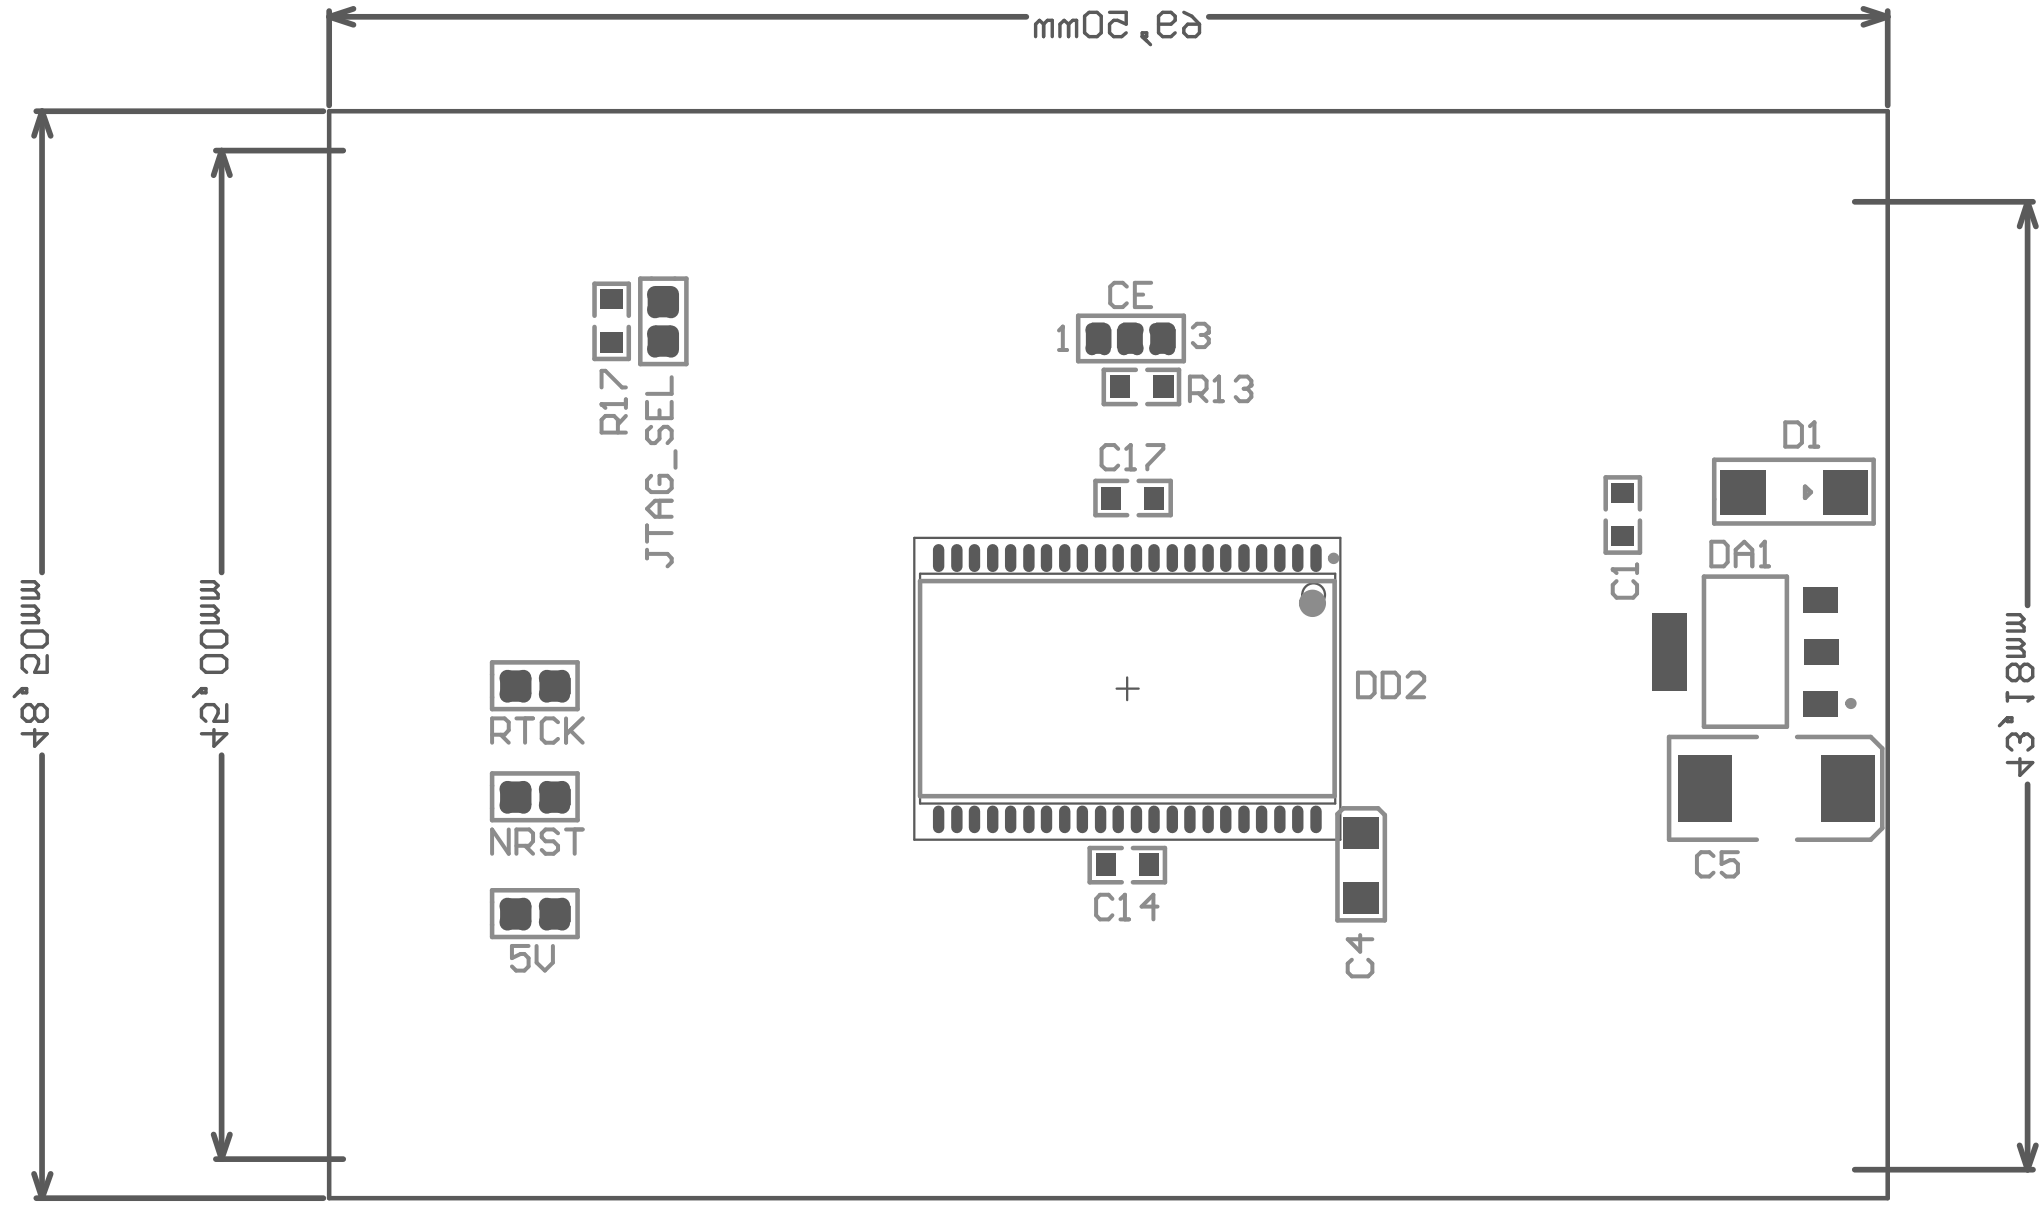 69,50mm
48,50mm
45,00mm
43,18mm
CE
1
3
R13
R17
JTAG_SEL
C17
D1
DA1
C1
DD2
RTCK
NRST
5V
C14
C4
C5